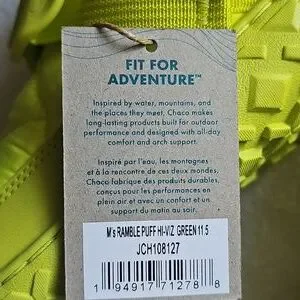 FIT FOR
ADVENTURE™
Inspired by water, mountains, and
the places they meet, Chaco makes
long-lasting products built for outdoor
performance and designed with all-day
comfort and arch support.
Inspiré par l'eau, les montagnes
et à la rencontre de ces deux mondes,
Chaco fabrique des produits durables,
conçus pour les performances en
plein air et avec un confort et un
support du matin au soir.
M's RAMBLE PUFF HI-VIZ GREEN 11.5
JCH108127
1 94917 71278 8